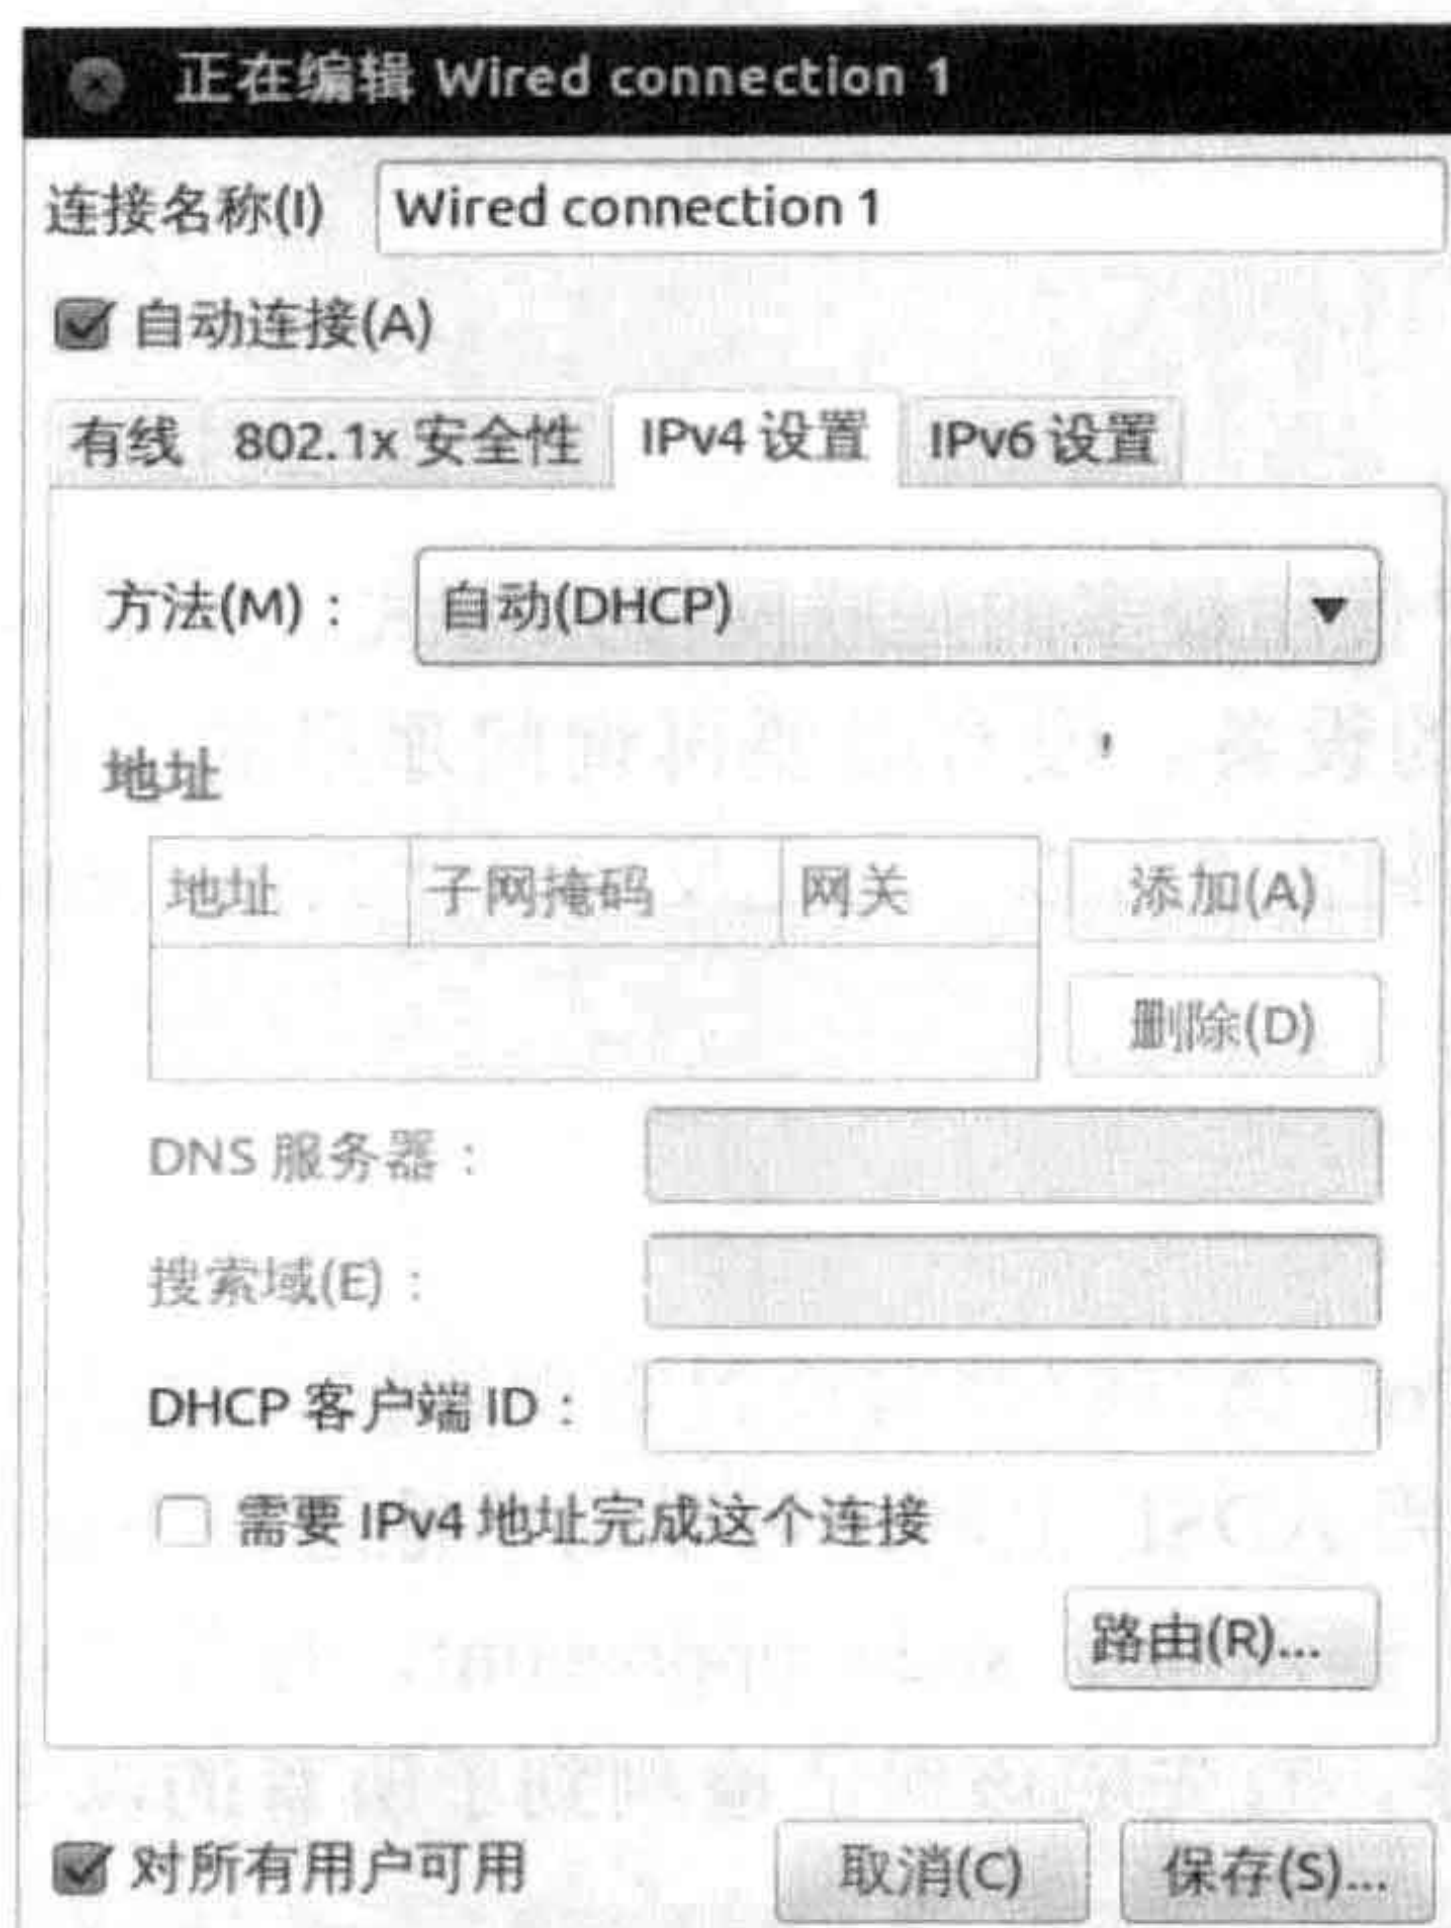 正在编辑 Wired connection 1
连接名称(I) Wired connection 1
自动连接(A)
有线 802.1x 安全性 IPv4 设置 IPv6 设置
方法(M)： 自动(DHCP)
地址
地址 子网掩码 网关 添加(A)
删除(D)
DNS 服务器：
搜索域(E)：
DHCP 客户端 ID：
需要 IPv4 地址完成这个连接
路由(R)...
对所有用户可用 取消(C) 保存(S)...